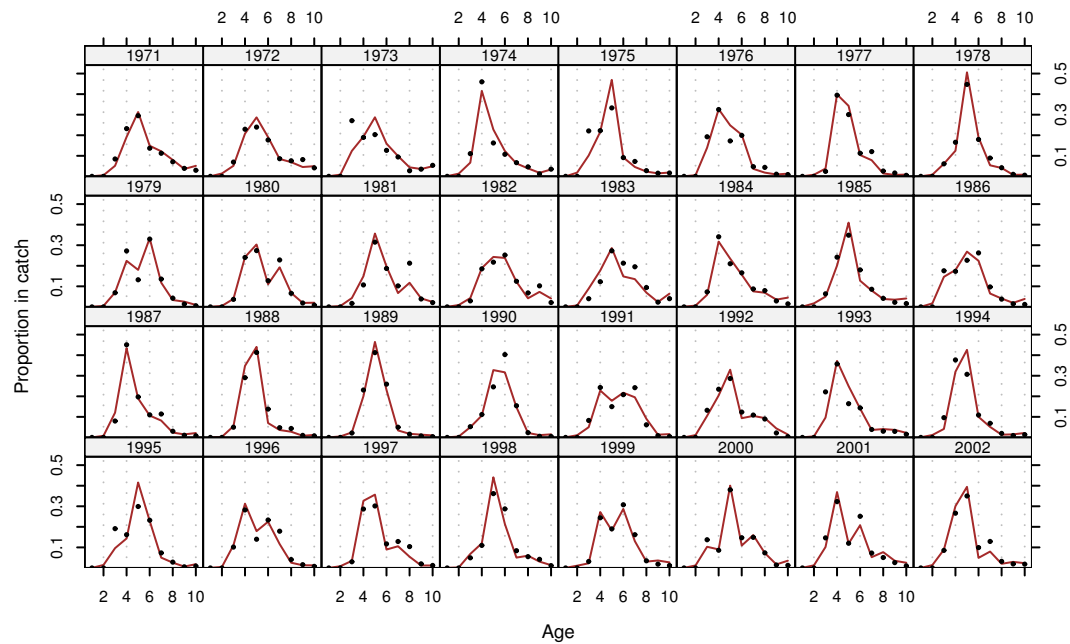 2 4 6 8 10 2 4 6 8 10 2 4 6 8 10 2 4 6 8 10
1971 1972 1973 1974 1975 1976 1977 1978
0.1 0.3 0.5
1979 1980 1981 1982 1983 1984 1985 1986
0.1 0.3 0.5
1987 1988 1989 1990 1991 1992 1993 1994
0.1 0.3 0.5
1995 1996 1997 1998 1999 2000 2001 2002
0.1 0.3 0.5
2 4 6 8 10 2 4 6 8 10 2 4 6 8 10 2 4 6 8 10
Proportion in catch
Age